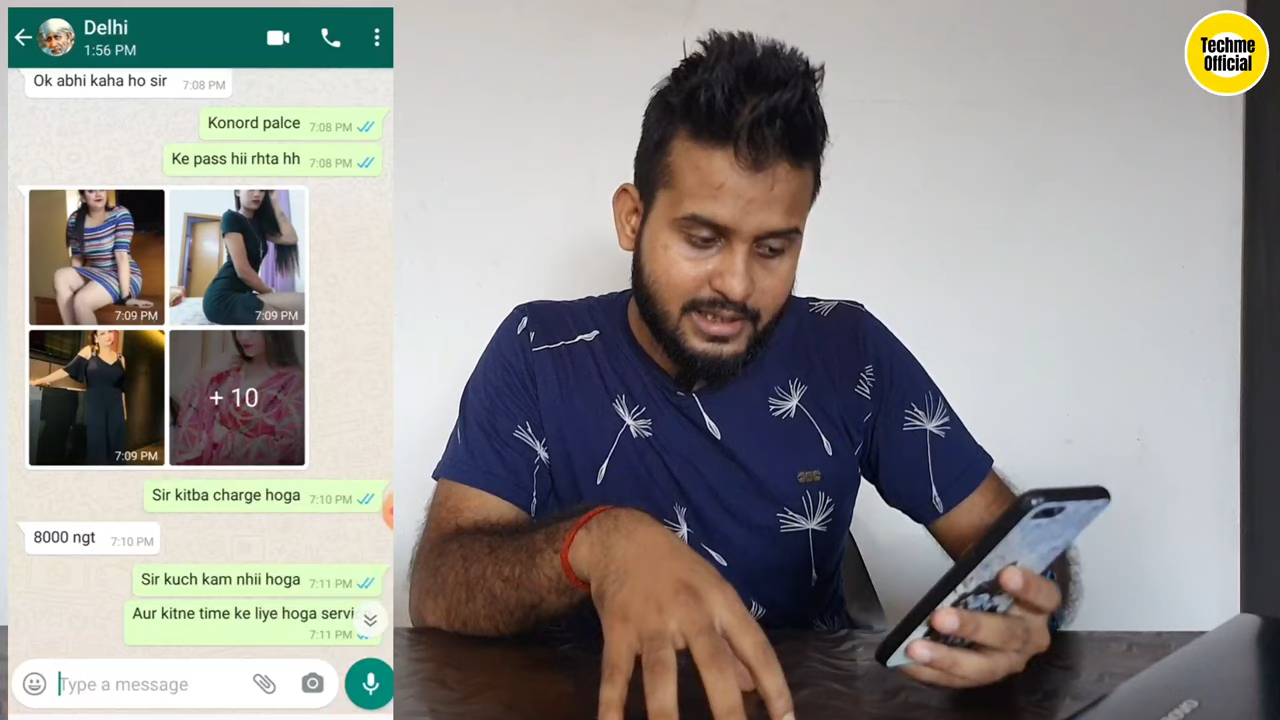 Delhi
1:56 PM
Ok abhi kaha ho sir 7:08 PM
Konord palce 7:08 PM
Ke pass hii rhta hh 7:08 PM
7:09 PM 7:09 PM
+ 10
7:09 PM
Sir kitba charge hoga 7:10 PM
8000 ngt 7:10 PM
Sir kuch kam nhii hoga 7:11 PM
Aur kitne time ke liye hoga servi
7:11 PM
Type a message
Techme
Official